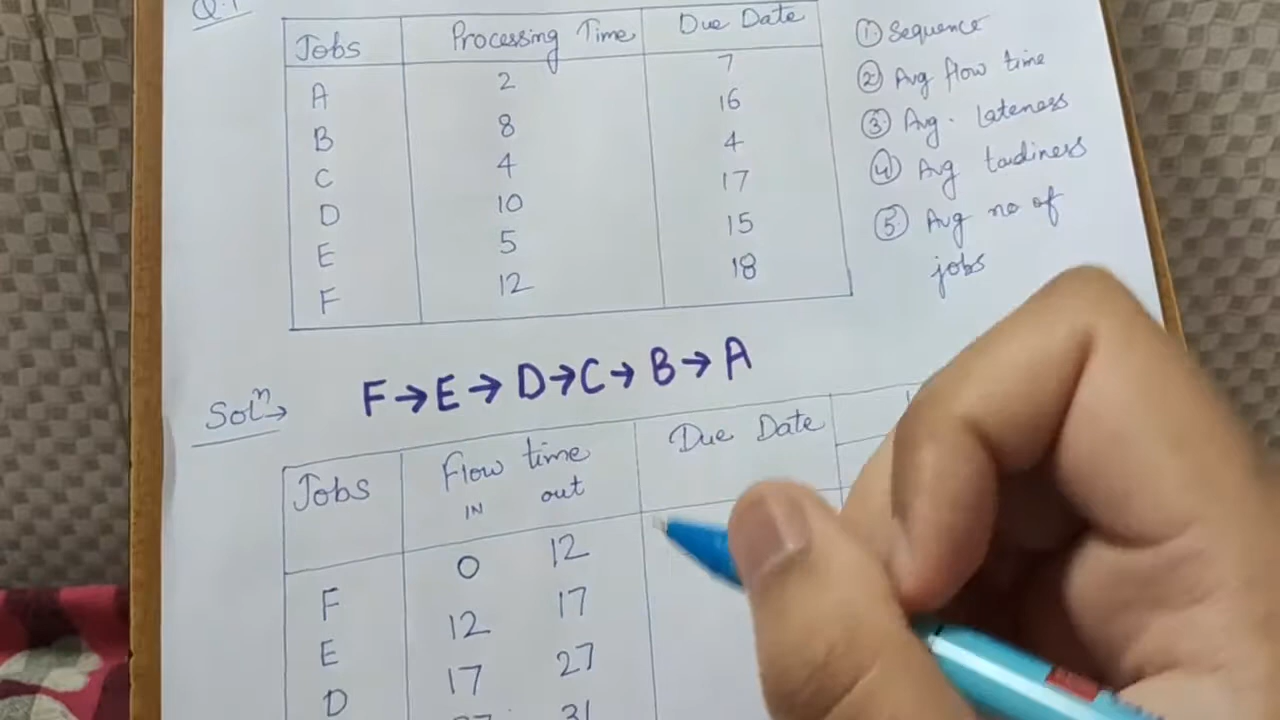 Q.1
Jobs Processing Time Due Date
A 2 7
B 8 16
C 4 4
D 10 17
E 5 15
F 12 18
① Sequence
② Avg flow time
③ Avg. Lateness
④ Avg tardiness
⑤ Avg no of
jobs
Solⁿ→ F→E→D→C→B→A
Jobs Flow time Due Date
IN out
F 0 12
E 12 17
D 17 27
31